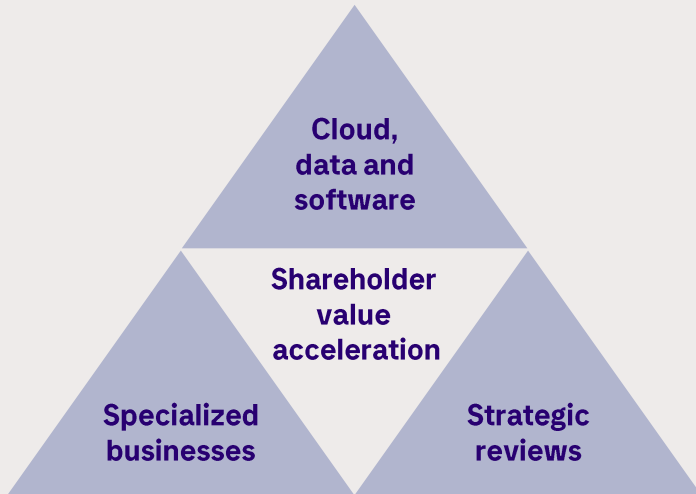 Cloud,
data and
software
Shareholder
value
acceleration
Specialized
businesses
Strategic
reviews